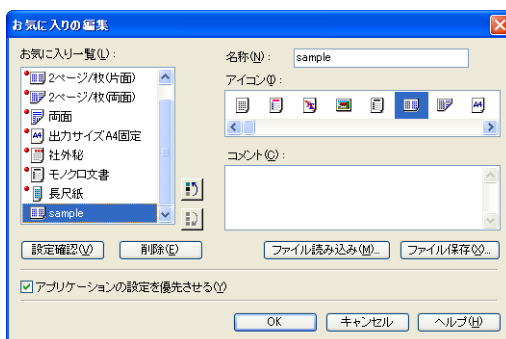 お気に入りの編集
お気に入り一覧(L):
2ページ/枚(片面)
2ページ/枚(両面)
両面
出力サイズA4固定
社外秘
モノクロ文書
長尺紙
sample
設定確認(V)
削除(E)
名称(N):
sample
アイコン(I):
A4
コメント(C):
ファイル読み込み(M)...
ファイル保存(X)...
アプリケーションの設定を優先させる(Y)
OK
キャンセル
ヘルプ(H)